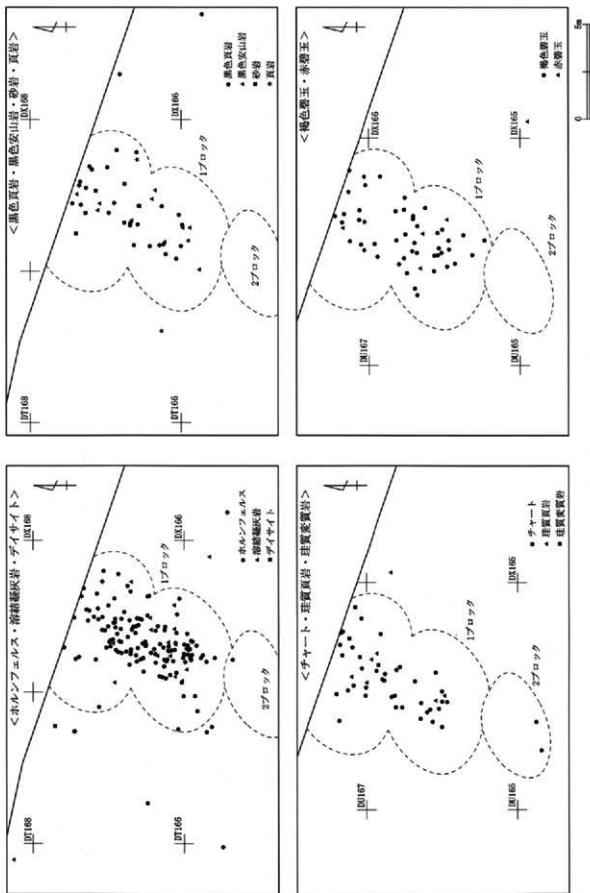 <ホルンフェルス・溶結凝灰岩・デイサイト>
DT168
DX168
1ブロック
DT166
DX166
2ブロック
●ホルンフェルス
▲溶結凝灰岩
■デイサイト
<黒色頁岩・黒色安山岩・砂岩・頁岩>
DT168
DX168
1ブロック
DT166
DX166
2ブロック
●黒色頁岩
▲黒色安山岩
■砂岩
★頁岩
<チャート・珪質頁岩・珪質変質岩>
DU167
1ブロック
DU165
DX165
2ブロック
●チャート
▲珪質頁岩
■珪質変質岩
<褐色碧玉・赤碧玉>
DU167
DX166
1ブロック
DU165
DX165
2ブロック
●褐色碧玉
▲赤碧玉
0 5m